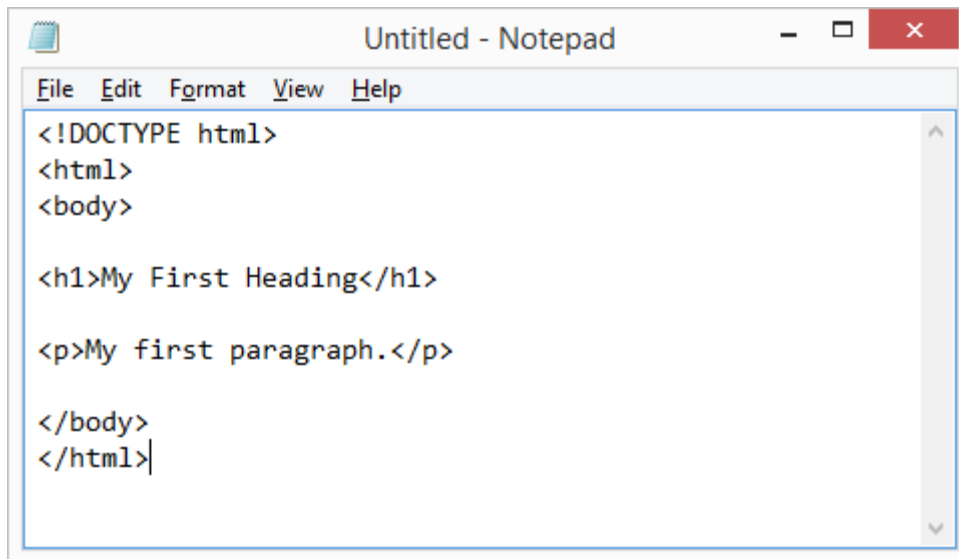 Untitled - Notepad
File Edit Format View Help
<!DOCTYPE html>
<html>
<body>
<h1>My First Heading</h1>
<p>My first paragraph.</p>
</body>
</html>